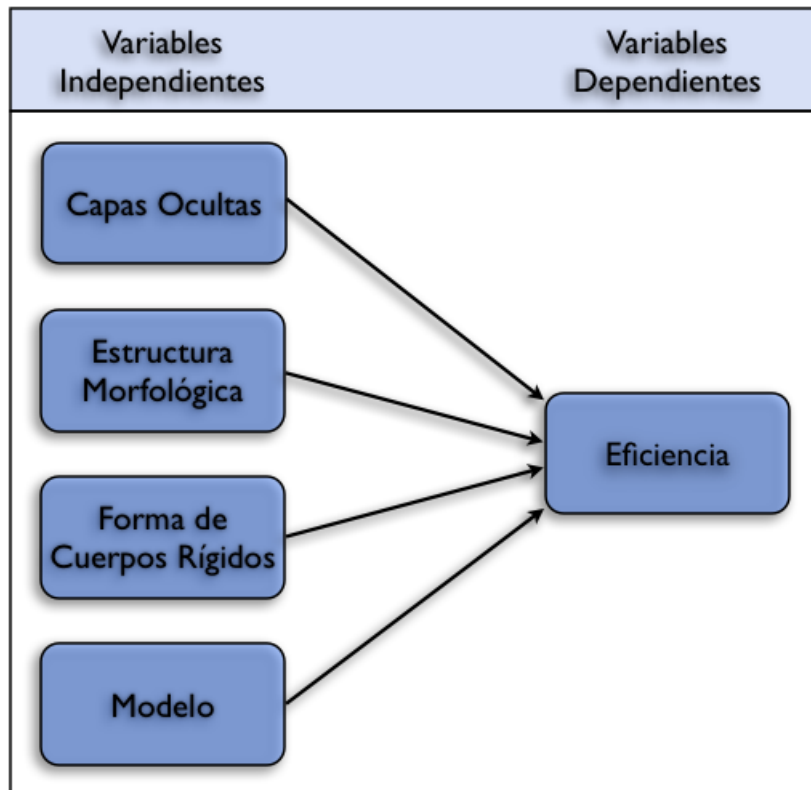 Variables
Independientes
Variables
Dependientes
Capas Ocultas
Estructura
Morfológica
Forma de
Cuerpos Rígidos
Modelo
Eficiencia